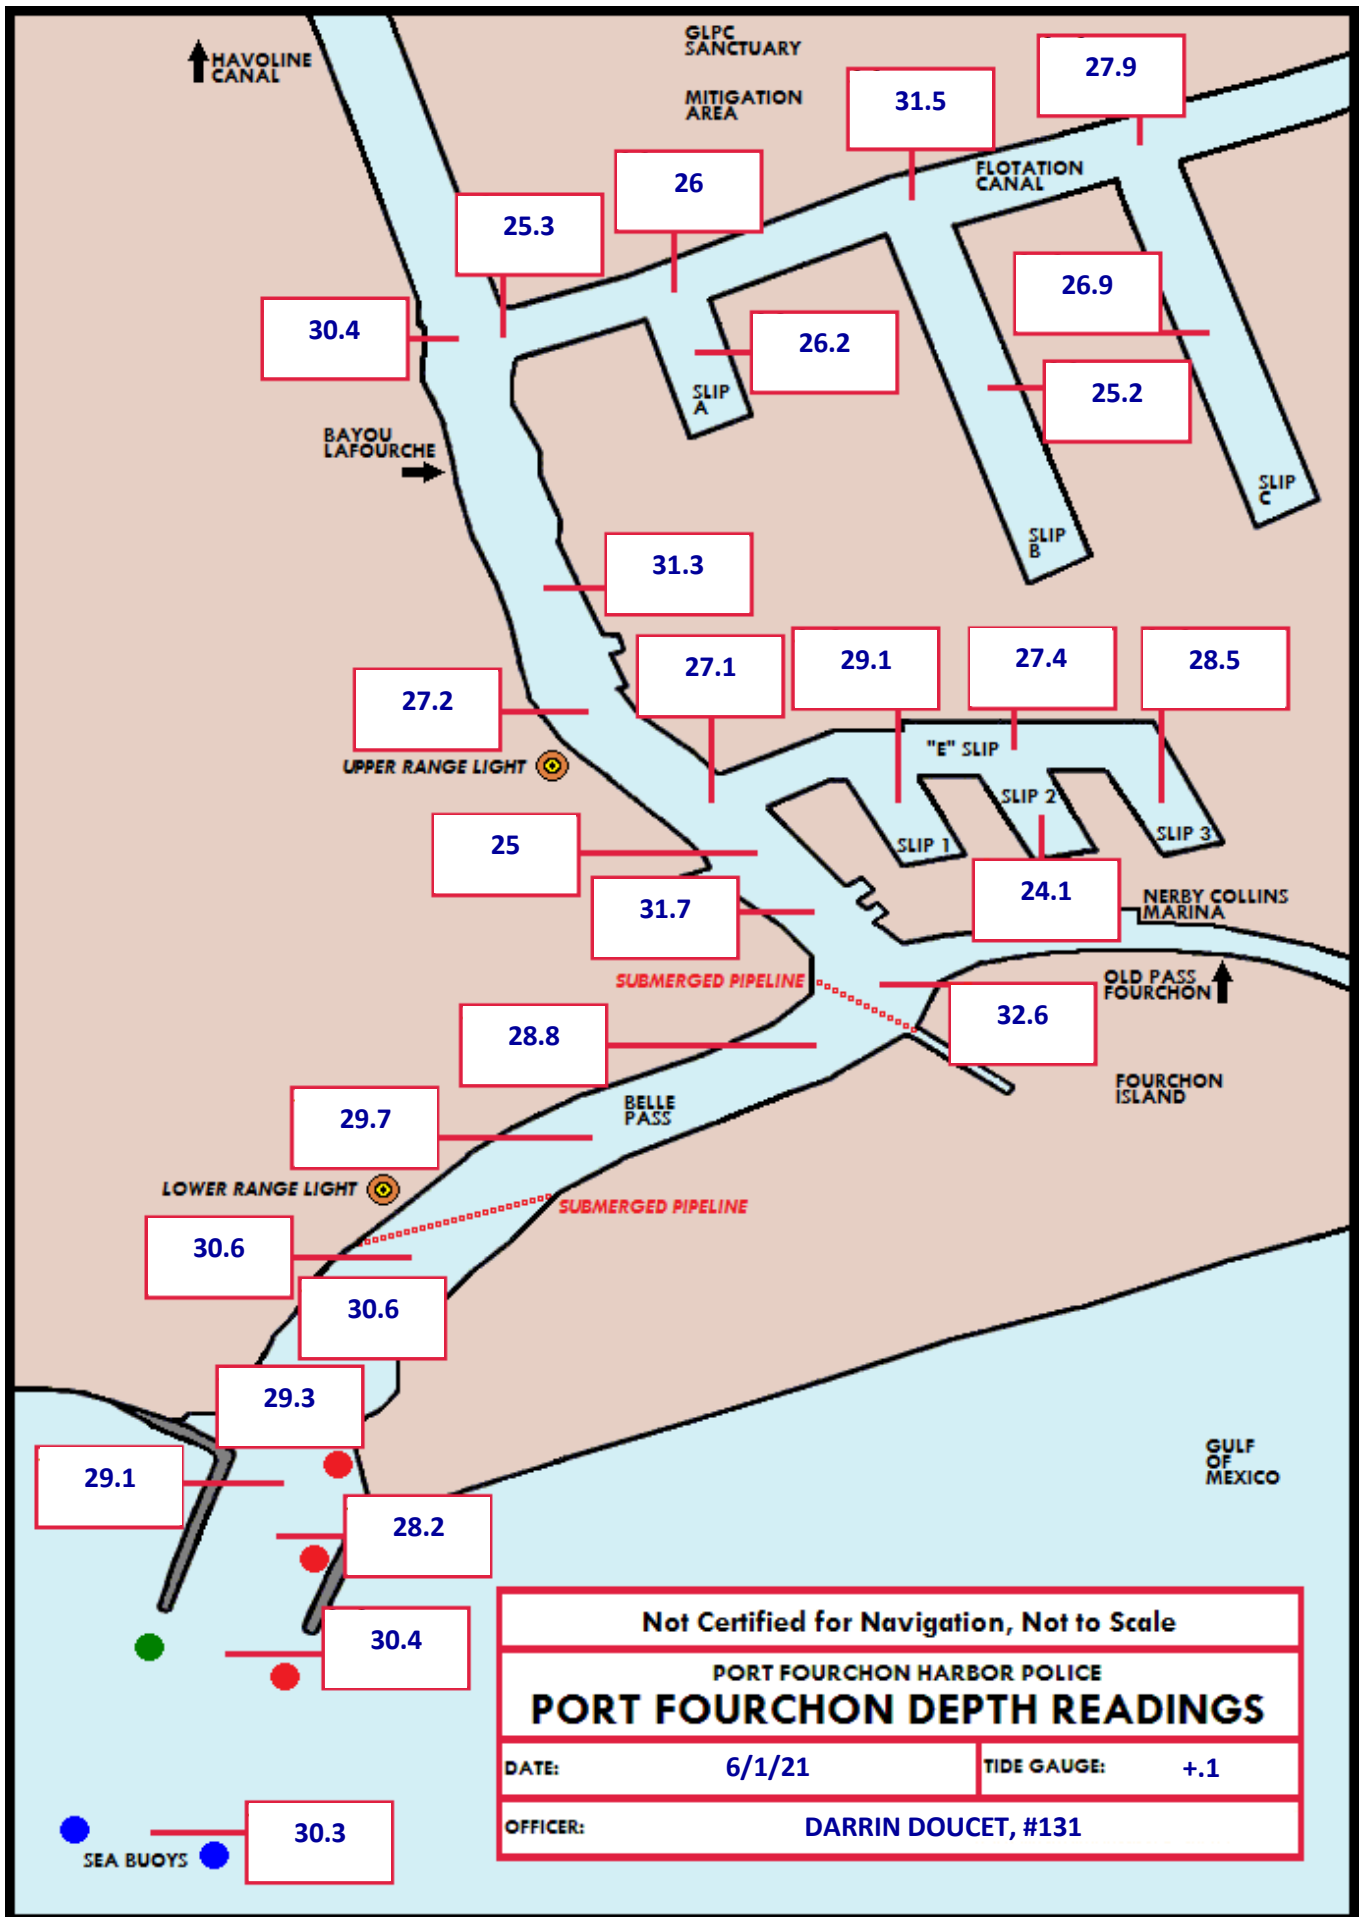 GLPC
SANCTUARY
HAVOLINE
CANAL
27.9
MITIGATION
AREA
31.5
FLOTATION
CANAL
26
25.3
26.9
30.4
26.2
25.2
SLIP
A
BAYOU
LAFOURCHE
SLIP
C
SLIP
B
31.3
27.1
29.1
27.4
28.5
27.2
"E" SLIP
UPPER RANGE LIGHT
SLIP 2
SLIP 1
SLIP 3
25
24.1
31.7
NERBY COLLINS
MARINA
SUBMERGED PIPELINE
OLD PASS
FOURCHON
32.6
28.8
FOURCHON
ISLAND
BELLE
PASS
29.7
LOWER RANGE LIGHT
SUBMERGED PIPELINE
30.6
30.6
29.3
GULF
OF
MEXICO
29.1
28.2
30.4
Not Certified for Navigation, Not to Scale
PORT FOURCHON HARBOR POLICE
PORT FOURCHON DEPTH READINGS
DATE: 6/1/21 TIDE GAUGE: +.1
OFFICER: DARRIN DOUCET, #131
30.3
SEA BUOYS